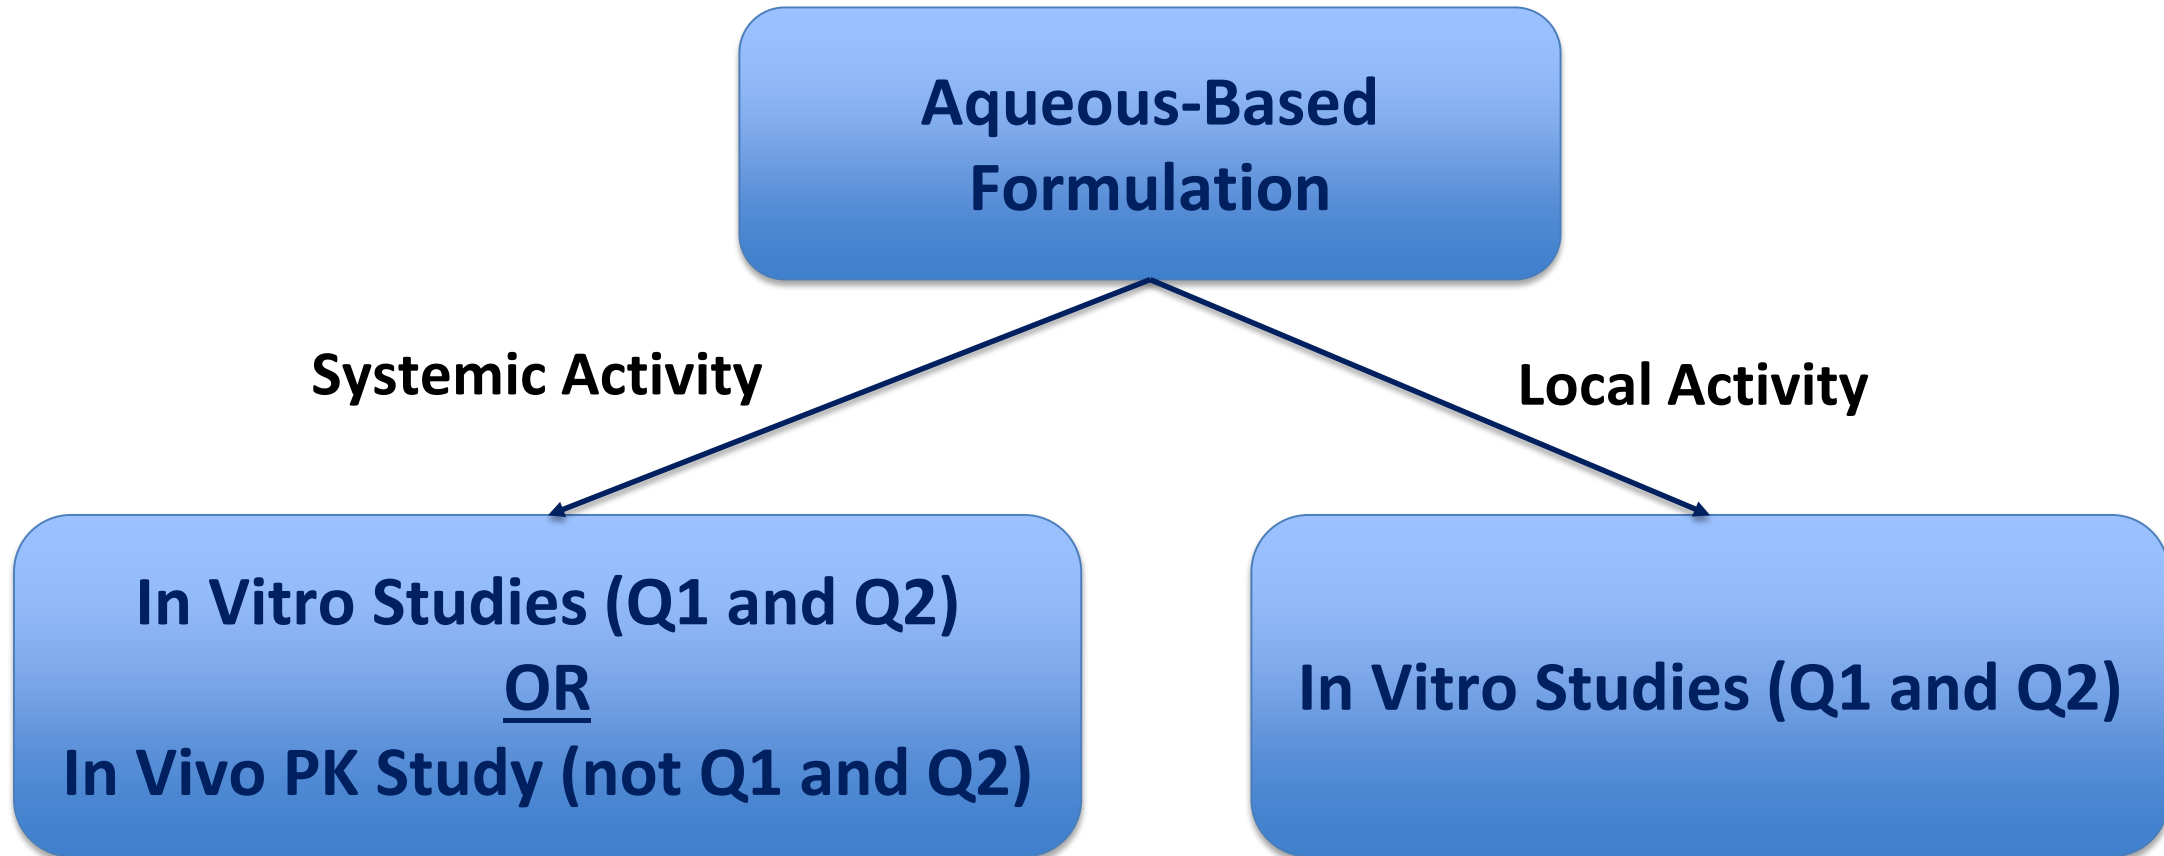 Aqueous-Based
Formulation
Systemic Activity
Local Activity
In Vitro Studies (Q1 and Q2)
OR
In Vivo PK Study (not Q1 and Q2)
In Vitro Studies (Q1 and Q2)